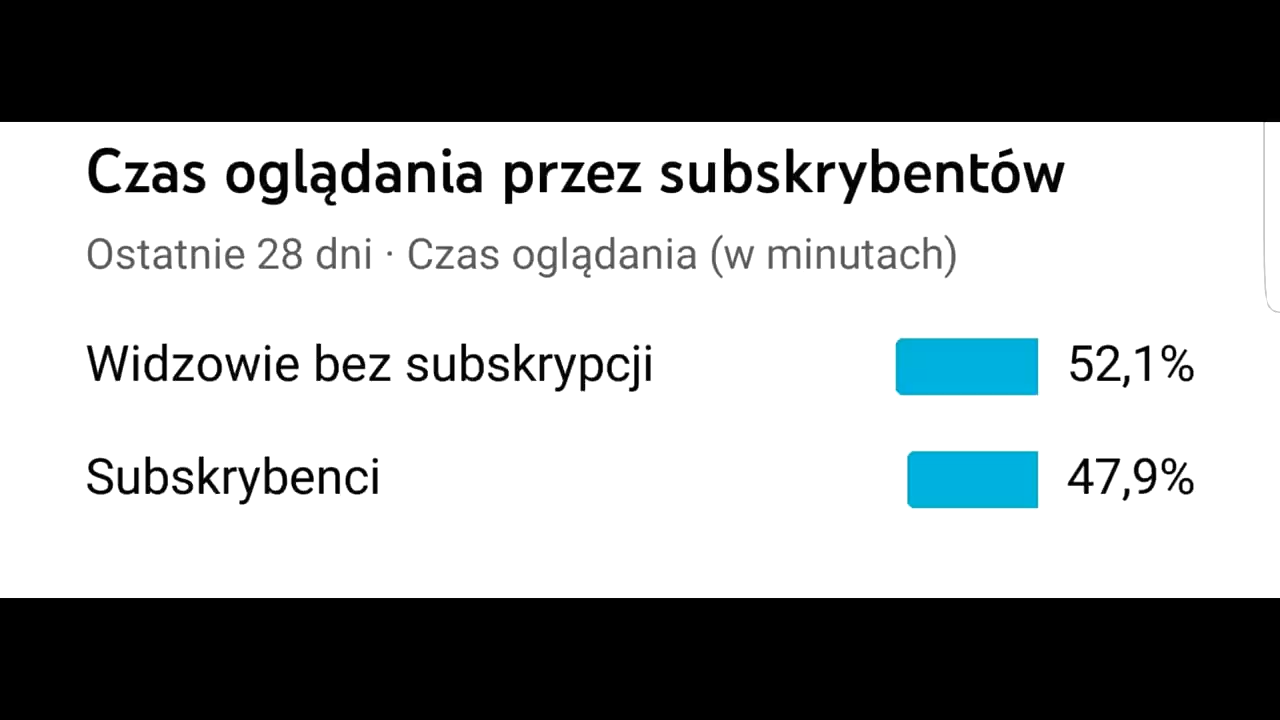 Czas oglądania przez subskrybentów
Ostatnie 28 dni · Czas oglądania (w minutach)
Widzowie bez subskrypcji 52,1%
Subskrybenci 47,9%